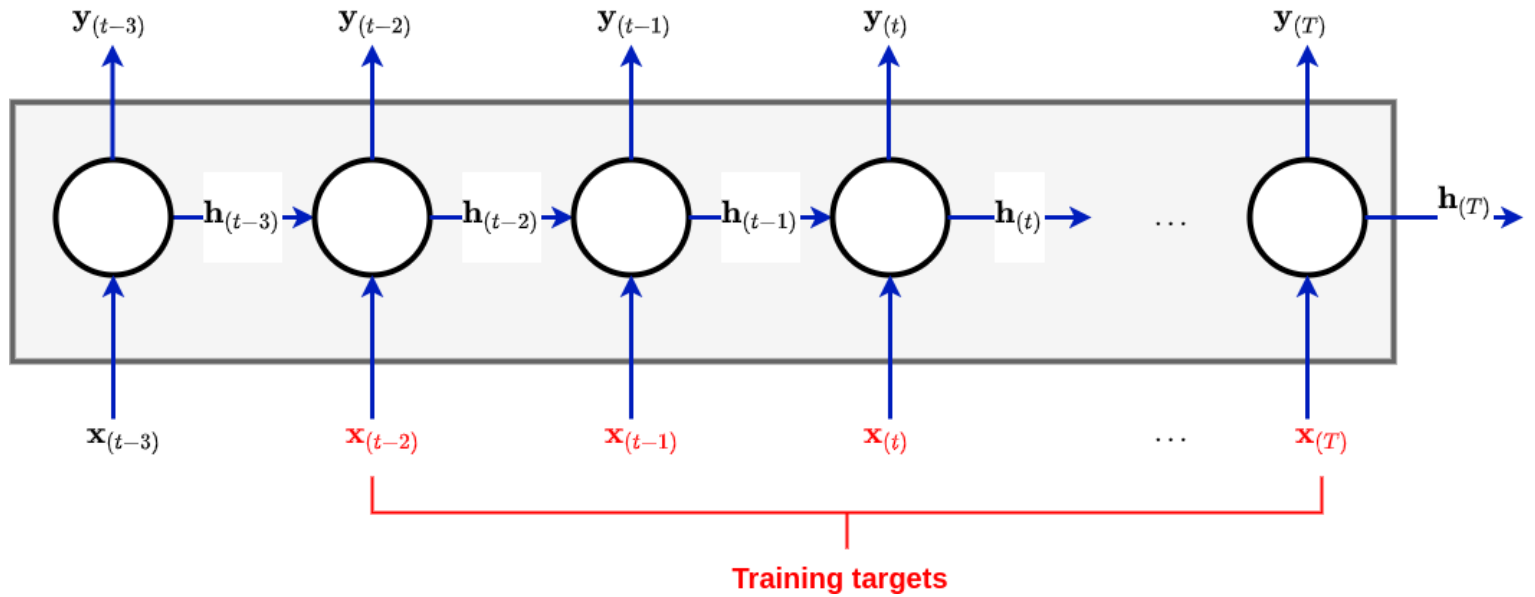 y(t−3) y(t−2) y(t−1) y(t) y(T)
h(t−3) h(t−2) h(t−1) h(t) ... h(T)
x(t−3) x(t−2) x(t−1) x(t) ... x(T)
Training targets